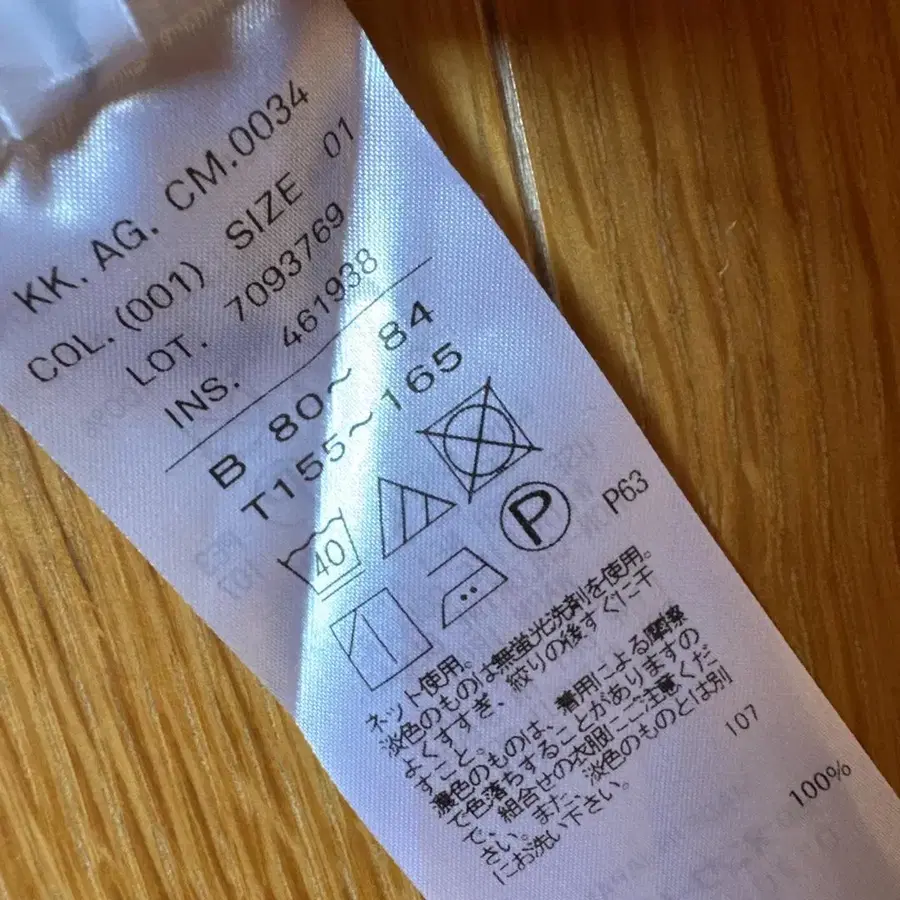 KK. AG. CM.0034
COL. (001) SIZE 01
LOT. 7093769
INS. 461938
B 80～ 84
T155～165
40
P
P63
ネット使用。
淡色のものは無蛍光洗剤を使用。
よくすすぎ、絞りの後すぐに干
すこと。
濃色のものは、着用による摩擦
で色落ちすることがありますの
で、組合せの衣服にご注意くだ
さい。また、淡色のものとは別
にお洗い下さい。
107
100%